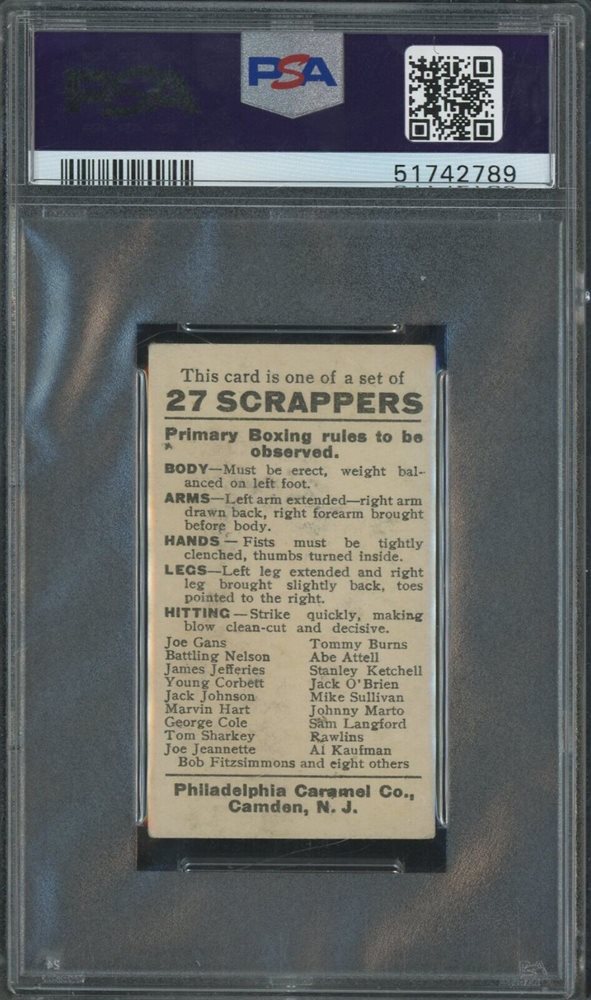 PSA
PSA
51742789
This card is one of a set of
27 SCRAPPERS
Primary Boxing rules to be
observed.
BODY—Must be erect, weight bal-
anced on left foot.
ARMS—Left arm extended—right arm
drawn back, right forearm brought
before body.
HANDS — Fists must be tightly
clenched, thumbs turned inside.
LEGS—Left leg extended and right
leg brought slightly back, toes
pointed to the right.
HITTING — Strike quickly, making
blow clean-cut and decisive.
Joe Gans Tommy Burns
Battling Nelson Abe Attell
James Jefferies Stanley Ketchell
Young Corbett Jack O'Brien
Jack Johnson Mike Sullivan
Marvin Hart Johnny Marto
George Cole Sam Langford
Tom Sharkey Rawlins
Joe Jeannette Al Kaufman
Bob Fitzsimmons and eight others
Philadelphia Caramel Co.,
Camden, N. J.